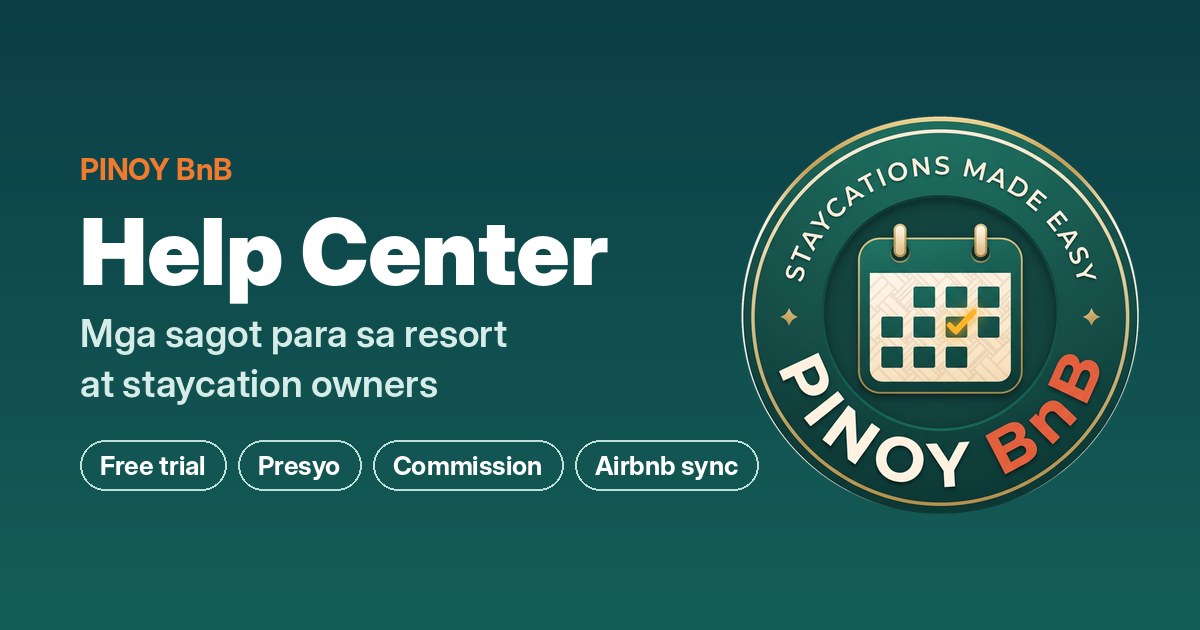 PINOY BnB
Help Center
Mga sagot para sa resort
at staycation owners
Free trial
Presyo
Commission
Airbnb sync
STAYCATIONS MADE EASY
PINOY BnB